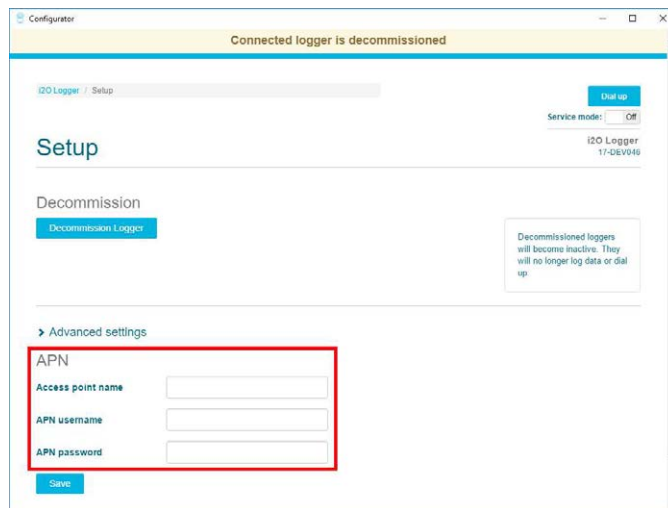 Configurator
Connected logger is decommissioned
i2O Logger / Setup
Dial up
Service mode: Off
Setup
i2O Logger
17-DEV046
Decommission
Decommission Logger
Decommissioned loggers
will become inactive. They
will no longer log data or dial
up.
Advanced settings
APN
Access point name
APN username
APN password
Save